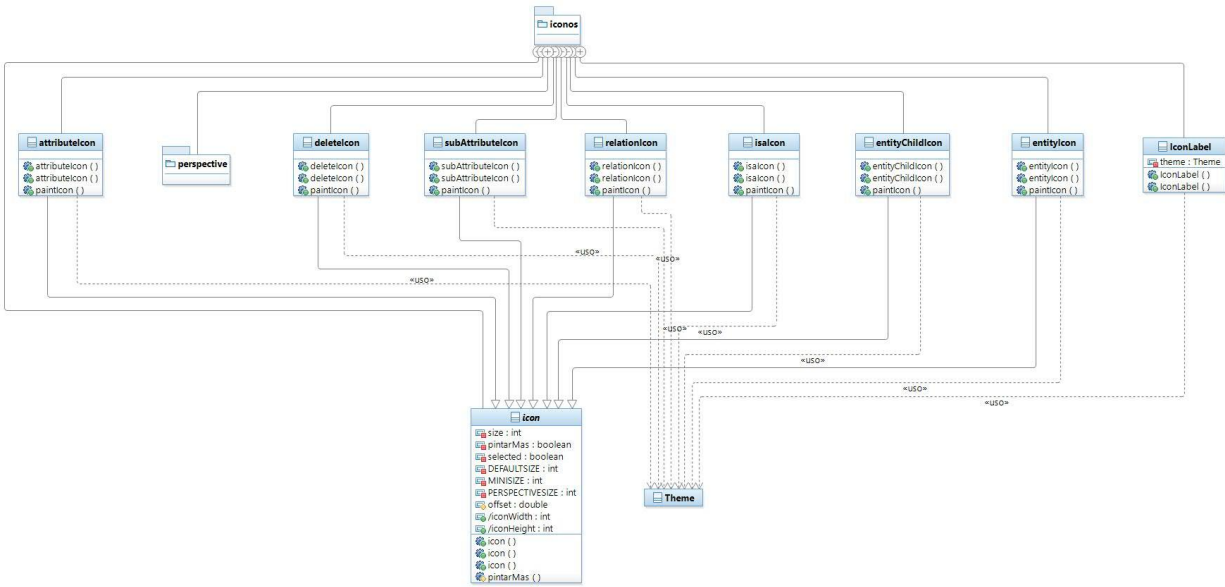 iconos
attributeIcon
attributeIcon ( )
attributeIcon ( )
paintIcon ( )
perspective
deleteIcon
deleteIcon ( )
deleteIcon ( )
paintIcon ( )
subAttributeIcon
subAttributeIcon ( )
subAttributeIcon ( )
paintIcon ( )
relationIcon
relationIcon ( )
relationIcon ( )
paintIcon ( )
isaIcon
isaIcon ( )
isaIcon ( )
paintIcon ( )
entityChildIcon
entityChildIcon ( )
entityChildIcon ( )
paintIcon ( )
entityIcon
entityIcon ( )
entityIcon ( )
paintIcon ( )
IconLabel
theme : Theme
IconLabel ( )
IconLabel ( )
«uso»
«uso»
«uso»
«uso»
«uso»
«uso»
«uso»
«uso»
icon
size : int
pintarMas : boolean
selected : boolean
DEFAULTSIZE : int
MINISIZE : int
PERSPECTIVESIZE : int
offset : double
/iconWidth : int
/iconHeight : int
icon ( )
icon ( )
icon ( )
pintarMas ( )
Theme